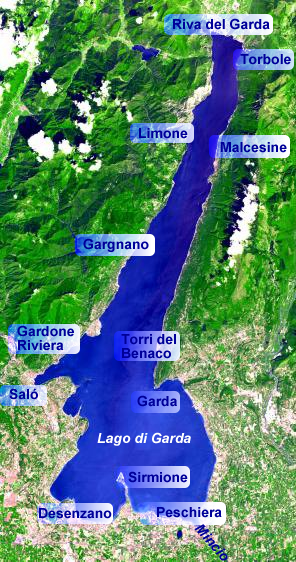 Riva del Garda
Torbole
Limone
Malcesine
Gargnano
Gardone
Riviera
Torri del
Benaco
Saló
Garda
Lago di Garda
Sirmione
Desenzano
Peschiera
Mincio